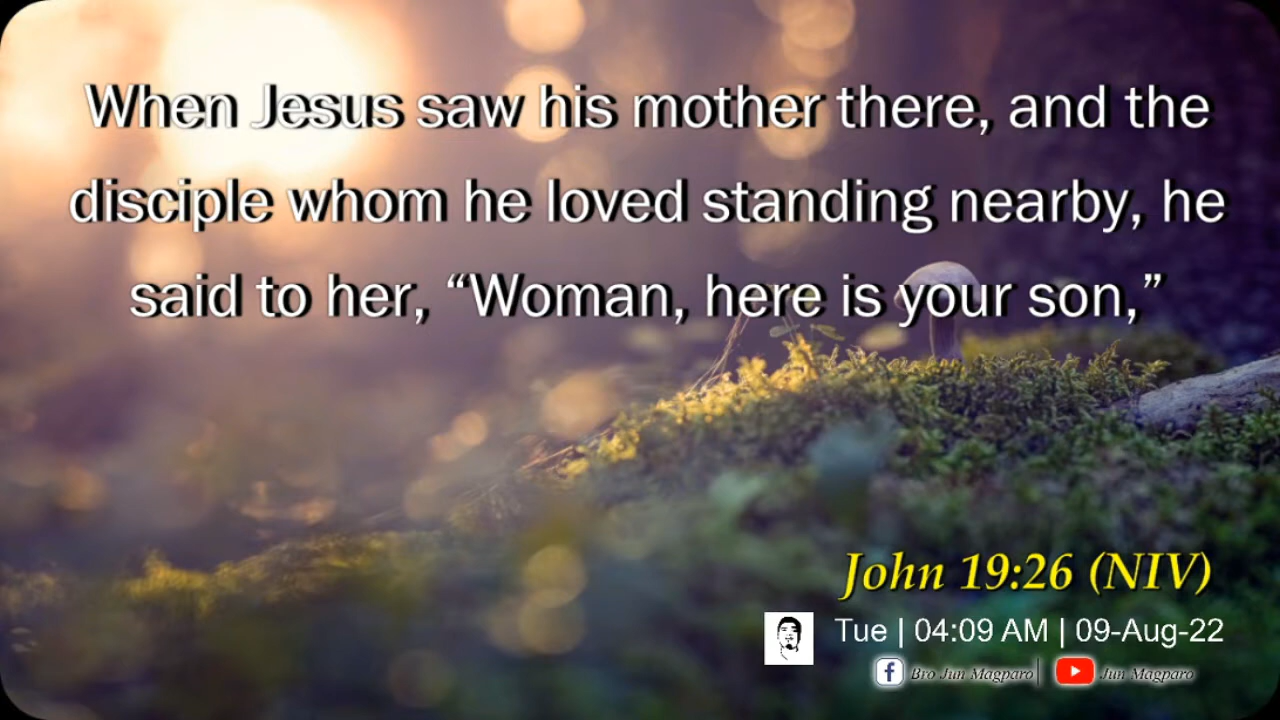 When Jesus saw his mother there, and the
disciple whom he loved standing nearby, he
said to her, “Woman, here is your son,”
John 19:26 (NIV)
Tue | 04:09 AM | 09-Aug-22
Bro Jun Magparo | Jun Magparo